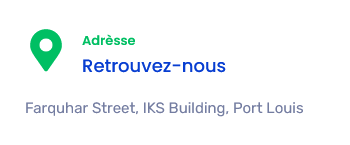 Adrèsse
Retrouvez-nous
Farquhar Street, IKS Building, Port Louis